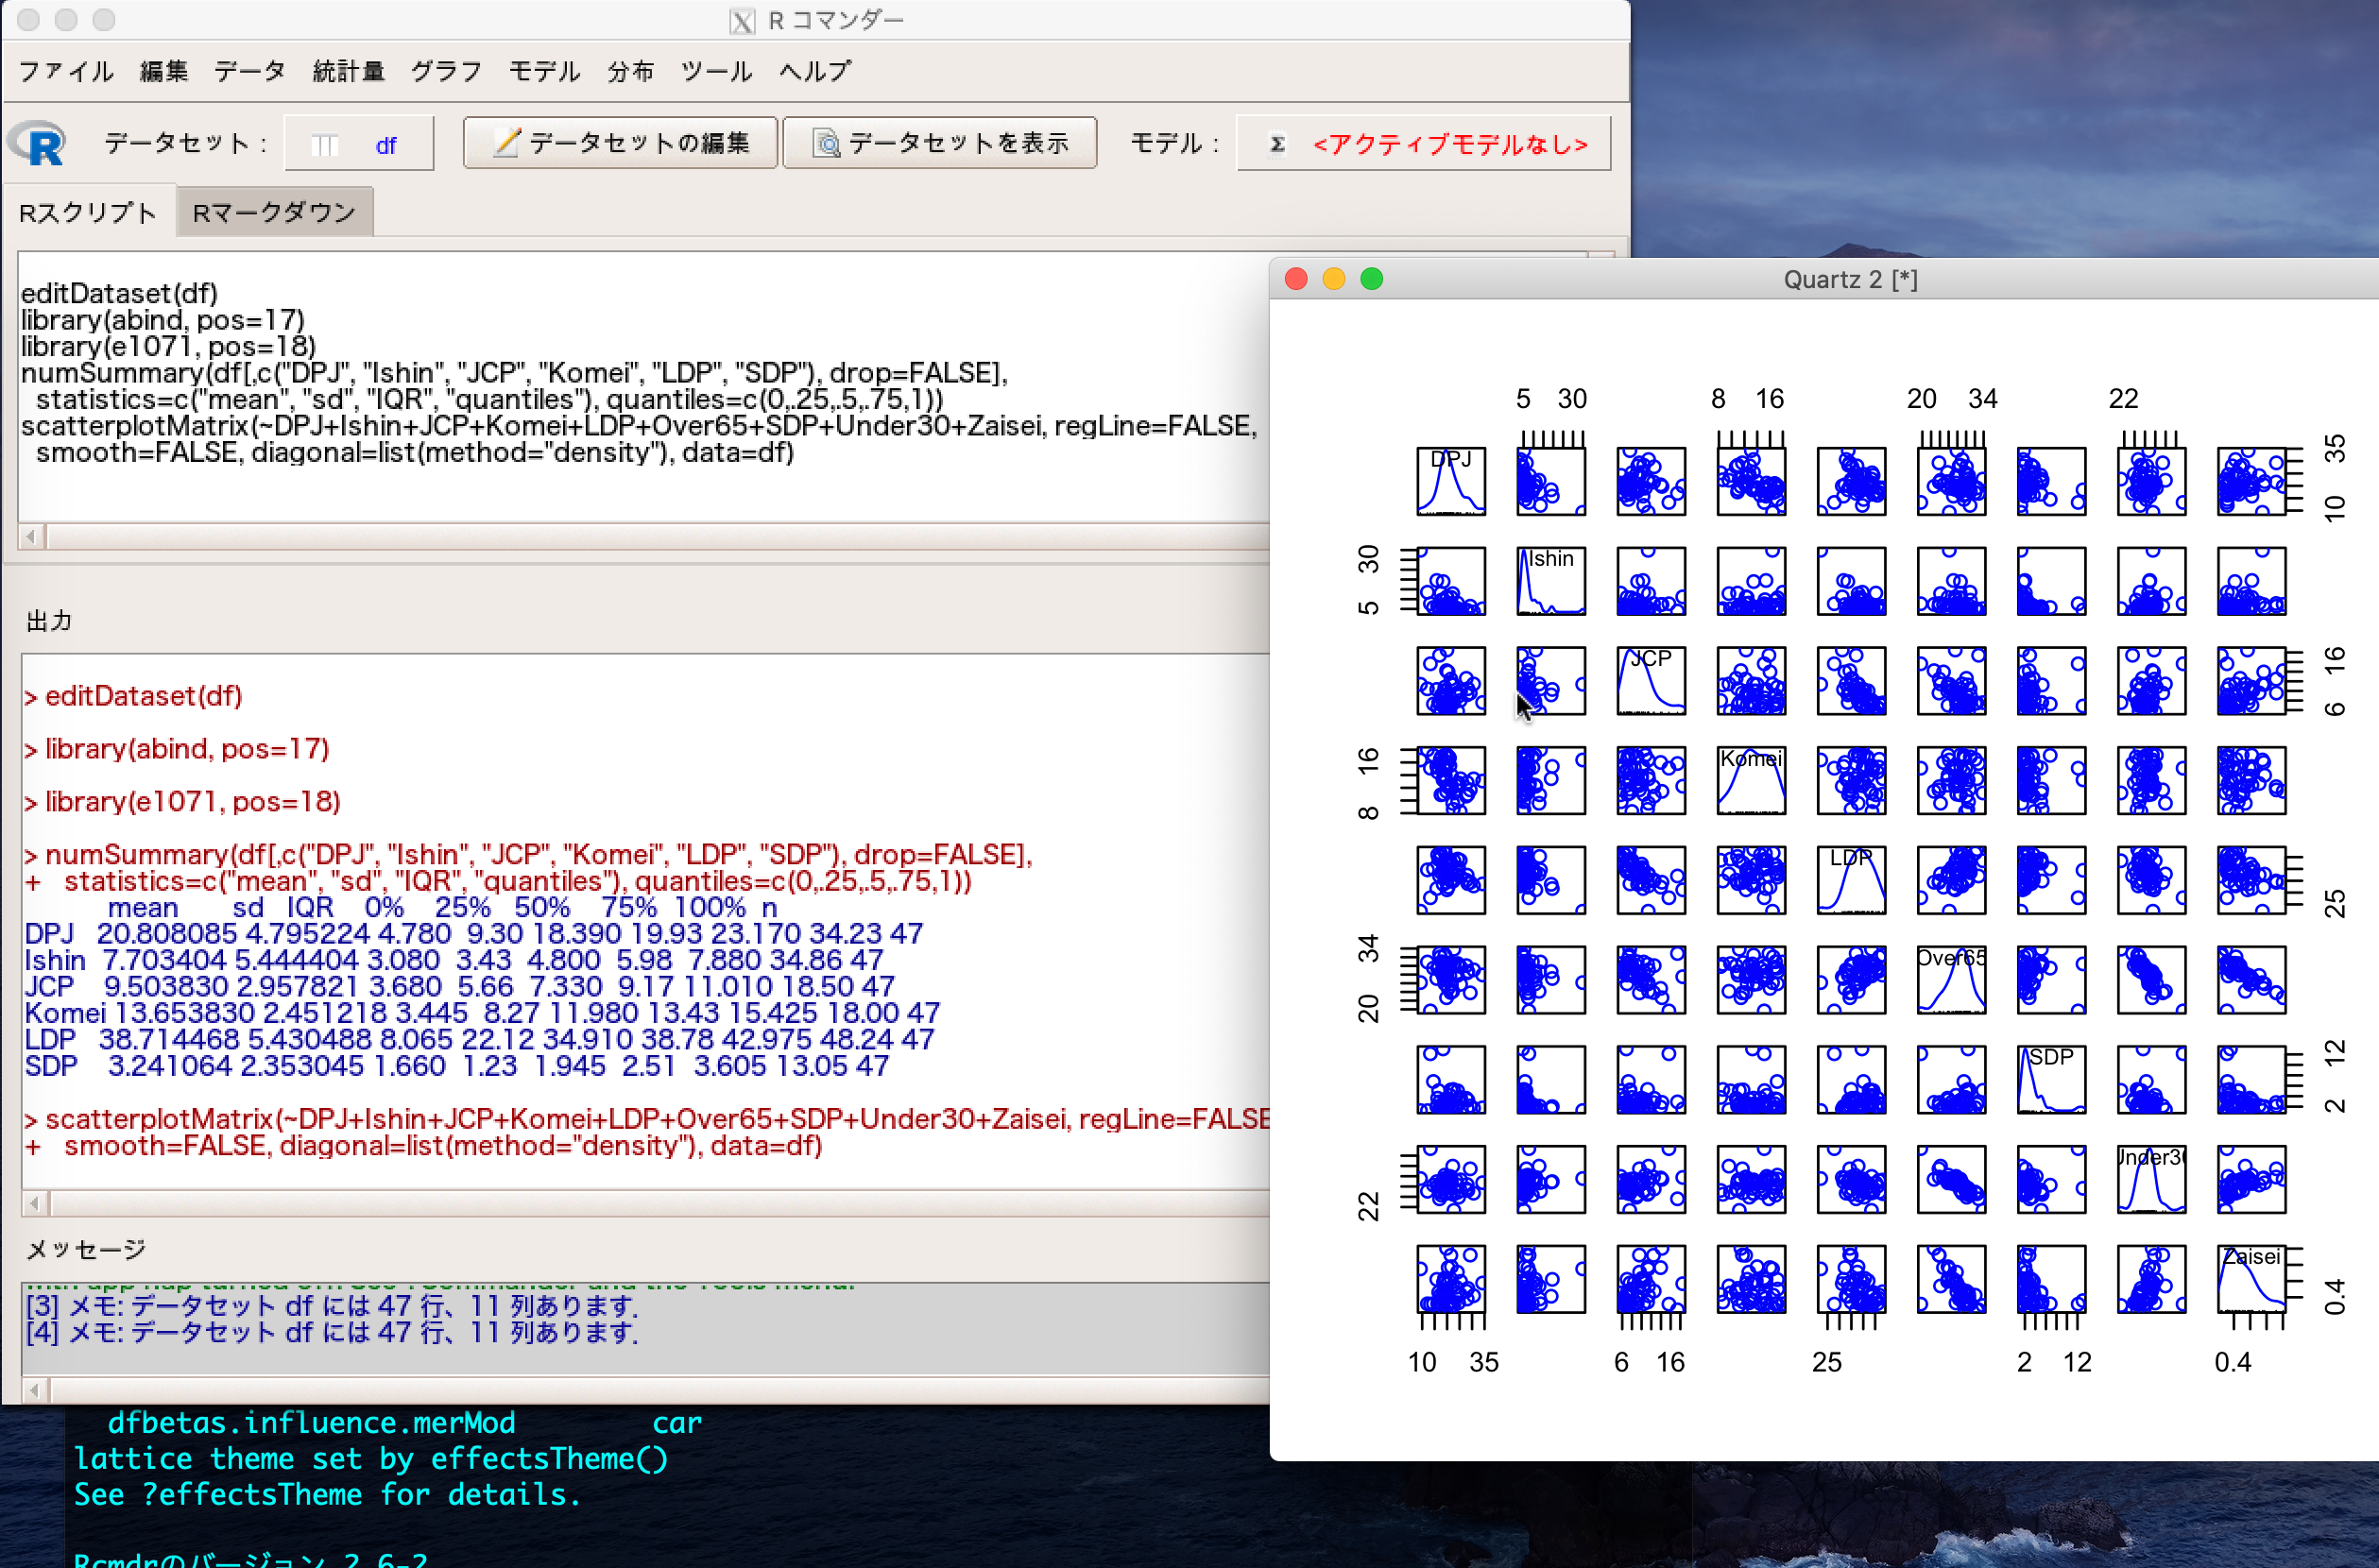 R コマンダー
ファイル 編集 データ 統計量 グラフ モデル 分布 ツール ヘルプ
データセット : df データセットの編集 データセットを表示 モデル : Σ <アクティブモデルなし>
Rスクリプト Rマークダウン
editDataset(df)
library(abind, pos=17)
library(e1071, pos=18)
numSummary(df[,c("DPJ", "Ishin", "JCP", "Komei", "LDP", "SDP"), drop=FALSE],
statistics=c("mean", "sd", "IQR", "quantiles"), quantiles=c(0,.25,.5,.75,1))
scatterplotMatrix(~DPJ+Ishin+JCP+Komei+LDP+Over65+SDP+Under30+Zaisei, regLine=FALSE,
smooth=FALSE, diagonal=list(method="density"), data=df)
出力
> editDataset(df)
> library(abind, pos=17)
> library(e1071, pos=18)
> numSummary(df[,c("DPJ", "Ishin", "JCP", "Komei", "LDP", "SDP"), drop=FALSE],
+ statistics=c("mean", "sd", "IQR", "quantiles"), quantiles=c(0,.25,.5,.75,1))
mean sd IQR 0% 25% 50% 75% 100% n
DPJ 20.808085 4.795224 4.780 9.30 18.390 19.93 23.170 34.23 47
Ishin 7.703404 5.444404 3.080 3.43 4.800 5.98 7.880 34.86 47
JCP 9.503830 2.957821 3.680 5.66 7.330 9.17 11.010 18.50 47
Komei 13.653830 2.451218 3.445 8.27 11.980 13.43 15.425 18.00 47
LDP 38.714468 5.430488 8.065 22.12 34.910 38.78 42.975 48.24 47
SDP 3.241064 2.353045 1.660 1.23 1.945 2.51 3.605 13.05 47
> scatterplotMatrix(~DPJ+Ishin+JCP+Komei+LDP+Over65+SDP+Under30+Zaisei, regLine=FALSE
+ smooth=FALSE, diagonal=list(method="density"), data=df)
メッセージ
[3] メモ: データセット df には 47 行、11 列あります.
[4] メモ: データセット df には 47 行、11 列あります.
dfbetas.influence.merMod car
lattice theme set by effectsTheme()
See ?effectsTheme for details.
Rcmdrのバージョン 2.6-2
Quartz 2 [*]
5 30 8 16 20 34 22
DPJ 10 35
30 5 Ishin
JCP 6 16
16 8 Komei
LDP 25
34 20 Over65
SDP 2 12
22 Under30
Zaisei 0.4
10 35 6 16 25 2 12 0.4